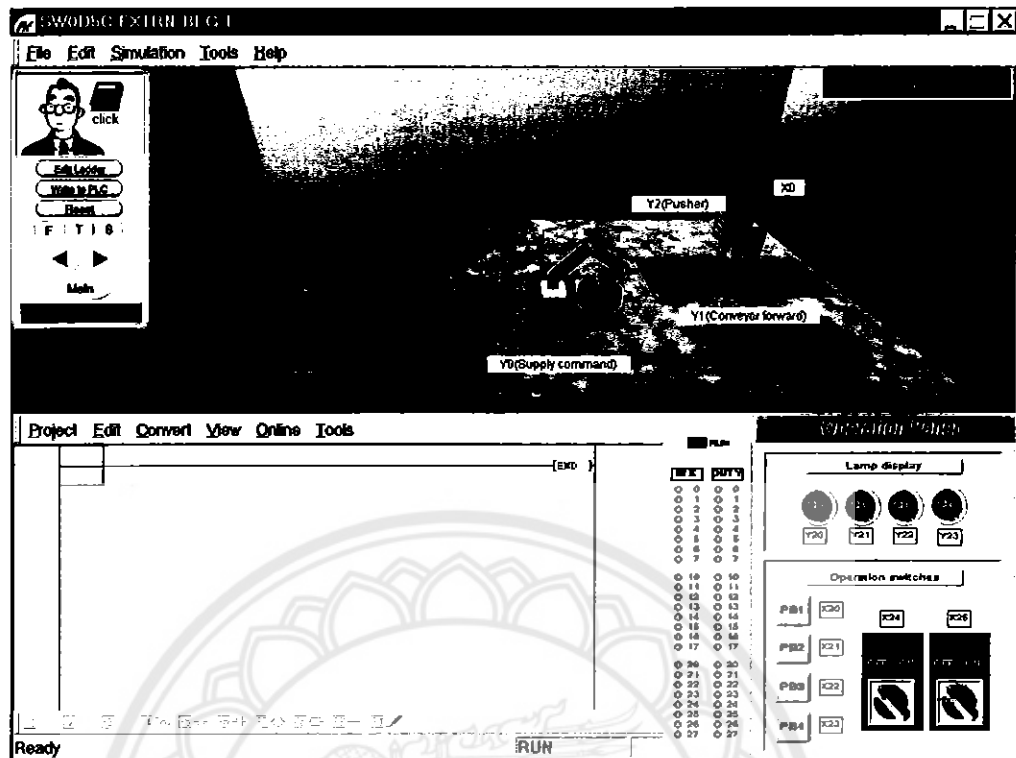 SW0D5C-FXTRN-BEG-E
File Edit Simulation Tools Help
click
Edit Ladder
Write to PLC
Reset
F T S
Main
X0
Y2(Pusher)
Y1(Conveyor forward)
Y0(Supply command)
Project Edit Convert View Online Tools
[END ]
RUN
IN X OUT Y
0 0
1 1
2 2
3 3
4 4
5 5
6 6
7 7
10 10
11 11
12 12
13 13
14 14
15 15
16 16
17 17
20 20
21 21
22 22
23 23
24 24
25 25
26 26
27 27
Operation Panel
Lamp display
Y20 Y21 Y22 Y23
Operation switches
PB1 X20
PB2 X21
PB3 X22
PB4 X23
X24 X25
Ready
RUN